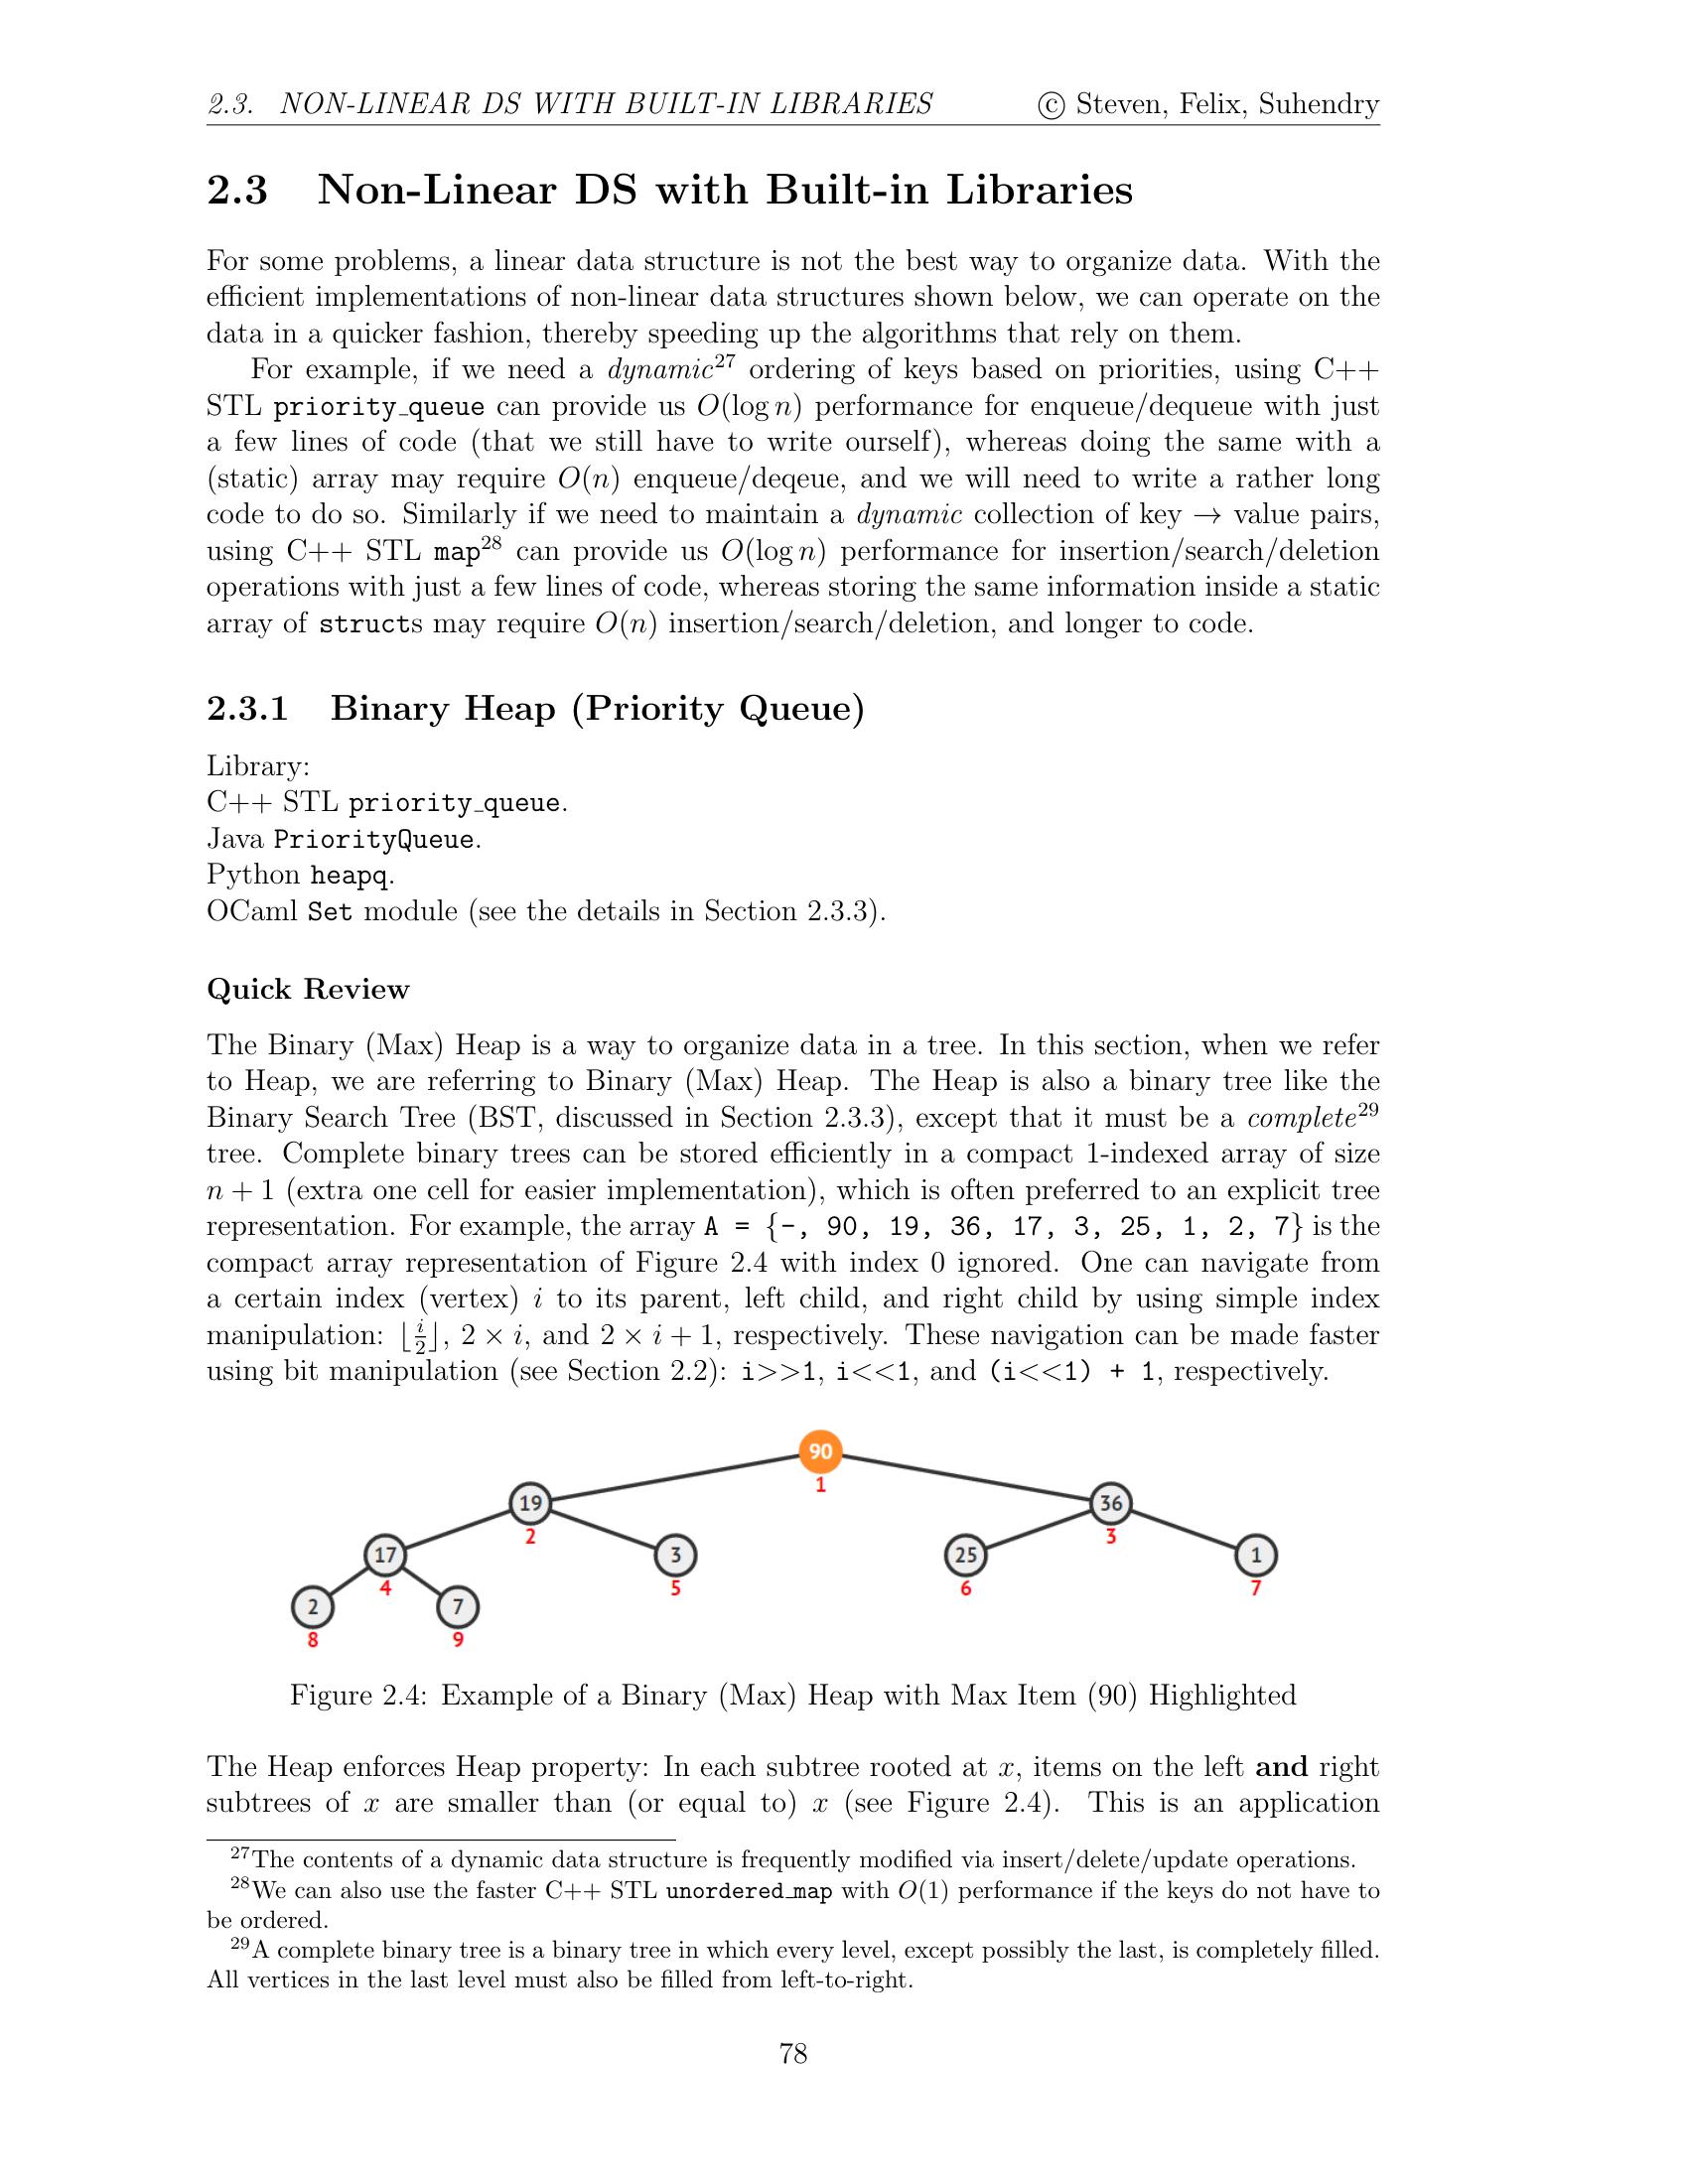 2.3. NON-LINEAR DS WITH BUILT-IN LIBRARIES © Steven, Felix, Suhendry
2.3 Non-Linear DS with Built-in Libraries
For some problems, a linear data structure is not the best way to organize data. With the
efficient implementations of non-linear data structures shown below, we can operate on the
data in a quicker fashion, thereby speeding up the algorithms that rely on them.
For example, if we need a dynamic²⁷ ordering of keys based on priorities, using C++
STL priority_queue can provide us O(log n) performance for enqueue/dequeue with just
a few lines of code (that we still have to write ourself), whereas doing the same with a
(static) array may require O(n) enqueue/deqeue, and we will need to write a rather long
code to do so. Similarly if we need to maintain a dynamic collection of key → value pairs,
using C++ STL map²⁸ can provide us O(log n) performance for insertion/search/deletion
operations with just a few lines of code, whereas storing the same information inside a static
array of structs may require O(n) insertion/search/deletion, and longer to code.
2.3.1 Binary Heap (Priority Queue)
Library:
C++ STL priority_queue.
Java PriorityQueue.
Python heapq.
OCaml Set module (see the details in Section 2.3.3).
Quick Review
The Binary (Max) Heap is a way to organize data in a tree. In this section, when we refer
to Heap, we are referring to Binary (Max) Heap. The Heap is also a binary tree like the
Binary Search Tree (BST, discussed in Section 2.3.3), except that it must be a complete²⁹
tree. Complete binary trees can be stored efficiently in a compact 1-indexed array of size
n + 1 (extra one cell for easier implementation), which is often preferred to an explicit tree
representation. For example, the array A = {-, 90, 19, 36, 17, 3, 25, 1, 2, 7} is the
compact array representation of Figure 2.4 with index 0 ignored. One can navigate from
a certain index (vertex) i to its parent, left child, and right child by using simple index
manipulation: ⌊i/2⌋, 2 × i, and 2 × i + 1, respectively. These navigation can be made faster
using bit manipulation (see Section 2.2): i>>1, i<<1, and (i<<1) + 1, respectively.
90
1
19 36
2 3
17 3 25 1
4 5 6 7
2 7
8 9
Figure 2.4: Example of a Binary (Max) Heap with Max Item (90) Highlighted
The Heap enforces Heap property: In each subtree rooted at x, items on the left and right
subtrees of x are smaller than (or equal to) x (see Figure 2.4). This is an application
²⁷The contents of a dynamic data structure is frequently modified via insert/delete/update operations.
²⁸We can also use the faster C++ STL unordered_map with O(1) performance if the keys do not have to
be ordered.
²⁹A complete binary tree is a binary tree in which every level, except possibly the last, is completely filled.
All vertices in the last level must also be filled from left-to-right.
78